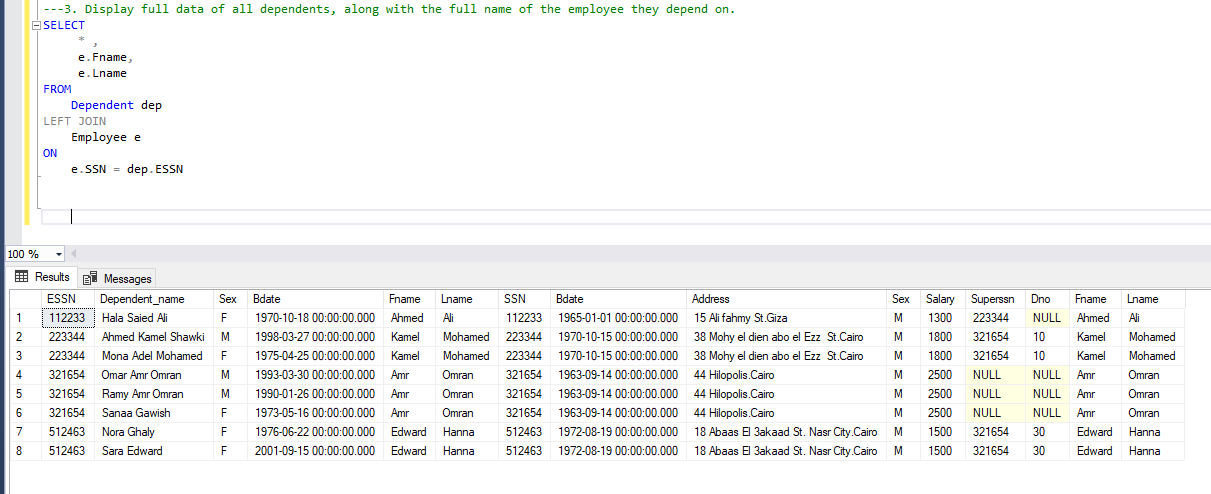 ---3. Display full data of all dependents, along with the full name of the employee they depend on.
SELECT
* ,
e.Fname,
e.Lname
FROM
Dependent dep
LEFT JOIN
Employee e
ON
e.SSN = dep.ESSN
100 %
Results Messages
ESSN Dependent_name Sex Bdate Fname Lname SSN Bdate Address Sex Salary Superssn Dno Fname Lname
1 112233 Hala Saied Ali F 1970-10-18 00:00:00.000 Ahmed Ali 112233 1965-01-01 00:00:00.000 15 Ali fahmy St.Giza M 1300 223344 NULL Ahmed Ali
2 223344 Ahmed Kamel Shawki M 1998-03-27 00:00:00.000 Kamel Mohamed 223344 1970-10-15 00:00:00.000 38 Mohy el dien abo el Ezz St.Cairo M 1800 321654 10 Kamel Mohamed
3 223344 Mona Adel Mohamed F 1975-04-25 00:00:00.000 Kamel Mohamed 223344 1970-10-15 00:00:00.000 38 Mohy el dien abo el Ezz St.Cairo M 1800 321654 10 Kamel Mohamed
4 321654 Omar Amr Omran M 1993-03-30 00:00:00.000 Amr Omran 321654 1963-09-14 00:00:00.000 44 Hilopolis.Cairo M 2500 NULL NULL Amr Omran
5 321654 Ramy Amr Omran M 1990-01-26 00:00:00.000 Amr Omran 321654 1963-09-14 00:00:00.000 44 Hilopolis.Cairo M 2500 NULL NULL Amr Omran
6 321654 Sanaa Gawish F 1973-05-16 00:00:00.000 Amr Omran 321654 1963-09-14 00:00:00.000 44 Hilopolis.Cairo M 2500 NULL NULL Amr Omran
7 512463 Nora Ghaly F 1976-06-22 00:00:00.000 Edward Hanna 512463 1972-08-19 00:00:00.000 18 Abaas El 3akaad St. Nasr City.Cairo M 1500 321654 30 Edward Hanna
8 512463 Sara Edward F 2001-09-15 00:00:00.000 Edward Hanna 512463 1972-08-19 00:00:00.000 18 Abaas El 3akaad St. Nasr City.Cairo M 1500 321654 30 Edward Hanna